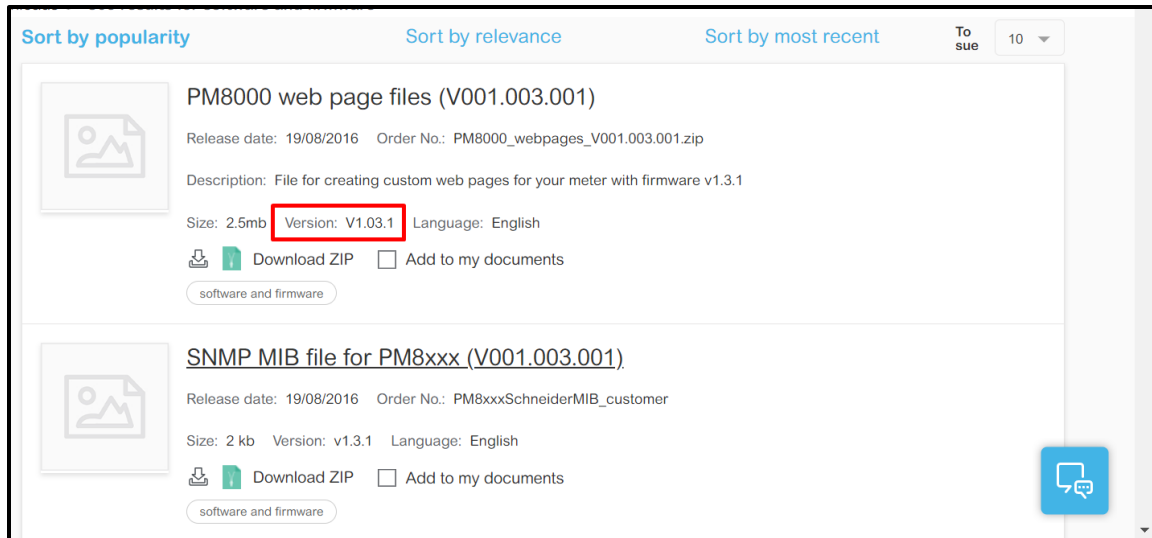 Sort by popularity Sort by relevance Sort by most recent To sue 10
PM8000 web page files (V001.003.001)
Release date: 19/08/2016 Order No.: PM8000_webpages_V001.003.001.zip
Description: File for creating custom web pages for your meter with firmware v1.3.1
Size: 2.5mb Version: V1.03.1 Language: English
Download ZIP Add to my documents
software and firmware
SNMP MIB file for PM8xxx (V001.003.001)
Release date: 19/08/2016 Order No.: PM8xxxSchneiderMIB_customer
Size: 2 kb Version: v1.3.1 Language: English
Download ZIP Add to my documents
software and firmware